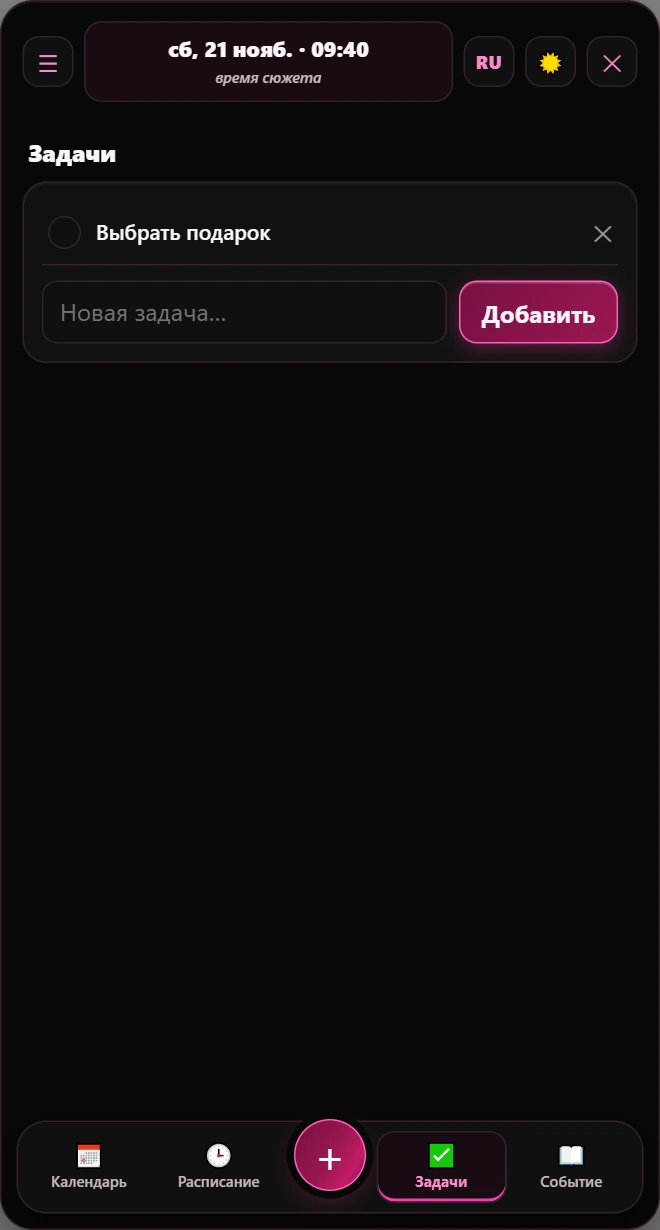 сб, 21 нояб. · 09:40
время сюжета
RU
Задачи
Выбрать подарок
Новая задача...
Добавить
Календарь
Расписание
+
Задачи
Событие